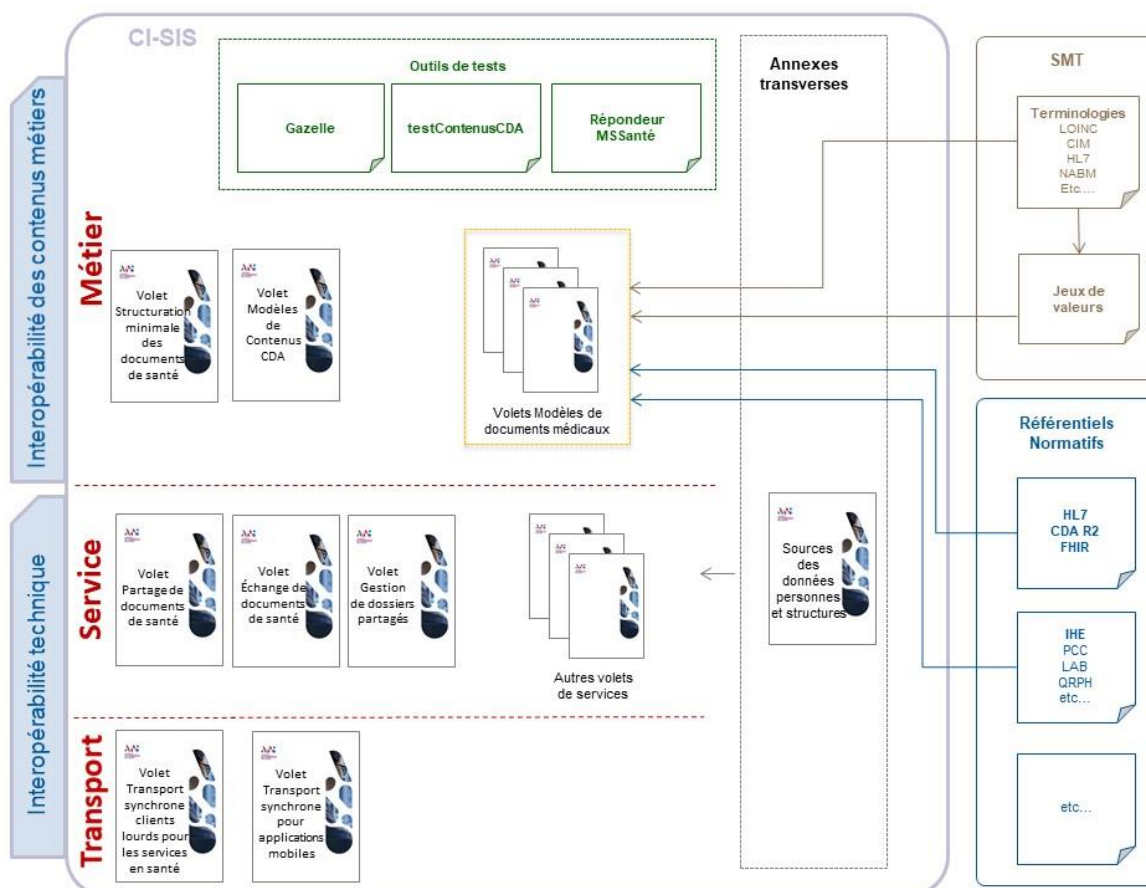 CI-SIS
Outils de tests
Gazelle
testContenusCDA
Répondeur
MSSanté
Annexes
transverses
SMT
Terminologies
LOINC
CIM
HL7
NABM
Etc....
Jeux de
valeurs
Interopérabilité des contenus métiers
Métier
Volet
Structuration
minimale
des
documents
de santé
Volet
Modèles
de
Contenus
CDA
Volets Modèles de
documents médicaux
Référentiels
Normatifs
HL7
CDA R2
FHIR
IHE
PCC
LAB
QRPH
etc...
etc...
Interopérabilité technique
Service
Volet
Partage de
documents
de santé
Volet
Échange de
documents
de santé
Volet
Gestion
de dossiers
partagés
Autres volets
de services
Sources
des
données
personnes
et structures
Transport
Volet
Transport
synchrone
clients
lourds pour
les services
en santé
Volet
Transport
synchrone
pour
applications
mobiles